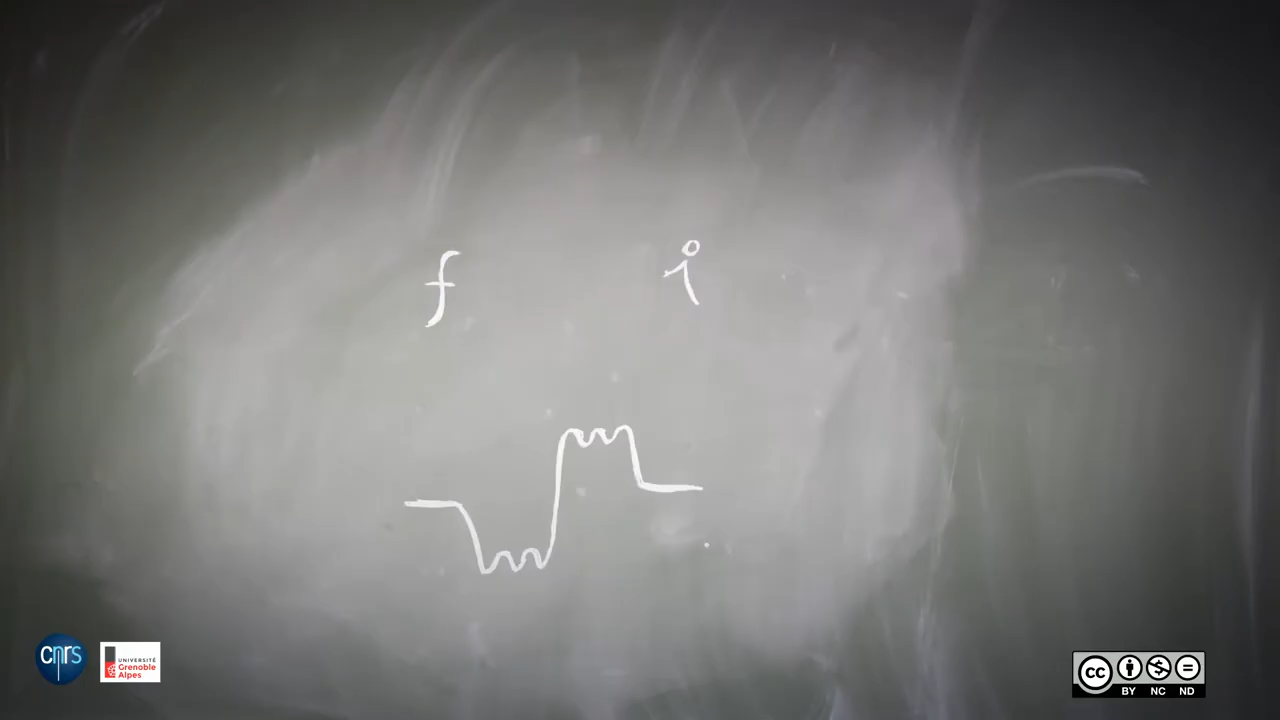 f i
cnrs
UNIVERSITÉ
Grenoble
Alpes
cc
BY NC ND